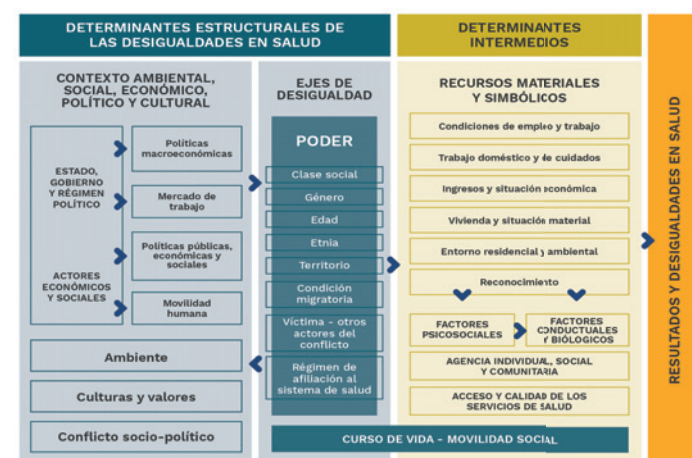 DETERMINANTES ESTRUCTURALES DE
LAS DESIGUALDADES EN SALUD
CONTEXTO AMBIENTAL,
SOCIAL, ECONÓMICO,
POLÍTICO Y CULTURAL
ESTADO,
GOBIERNO
Y RÉGIMEN
POLÍTICO
ACTORES
ECONÓMICOS
Y SOCIALES
Políticas
macroeconómicas
Mercado de
trabajo
Políticas públicas,
económicas y
sociales
Movilidad
humana
Ambiente
Culturas y valores
Conflicto socio-político
EJES DE
DESIGUALDAD
PODER
Clase social
Género
Edad
Etnia
Territorio
Condición
migratoria
Víctima - otros
actores del
conflicto
Régimen de
afiliación al
sistema de salud
DETERMINANTES
INTERMEDIOS
RECURSOS MATERIALES
Y SIMBÓLICOS
Condiciones de empleo y trabajo
Trabajo doméstico y de cuidados
Ingresos y situación económica
Vivienda y situación material
Entorno residencial y ambiental
Reconocimiento
FACTORES
PSICOSOCIALES
FACTORES
CONDUCTUALES
Y BIÓLOGICOS
AGENCIA INDIVIDUAL, SOCIAL
Y COMUNITARIA
ACCESO Y CALIDAD DE LOS
SERVICIOS DE SALUD
CURSO DE VIDA - MOVILIDAD SOCIAL
RESULTADOS Y DESIGUALDADES EN SALUD